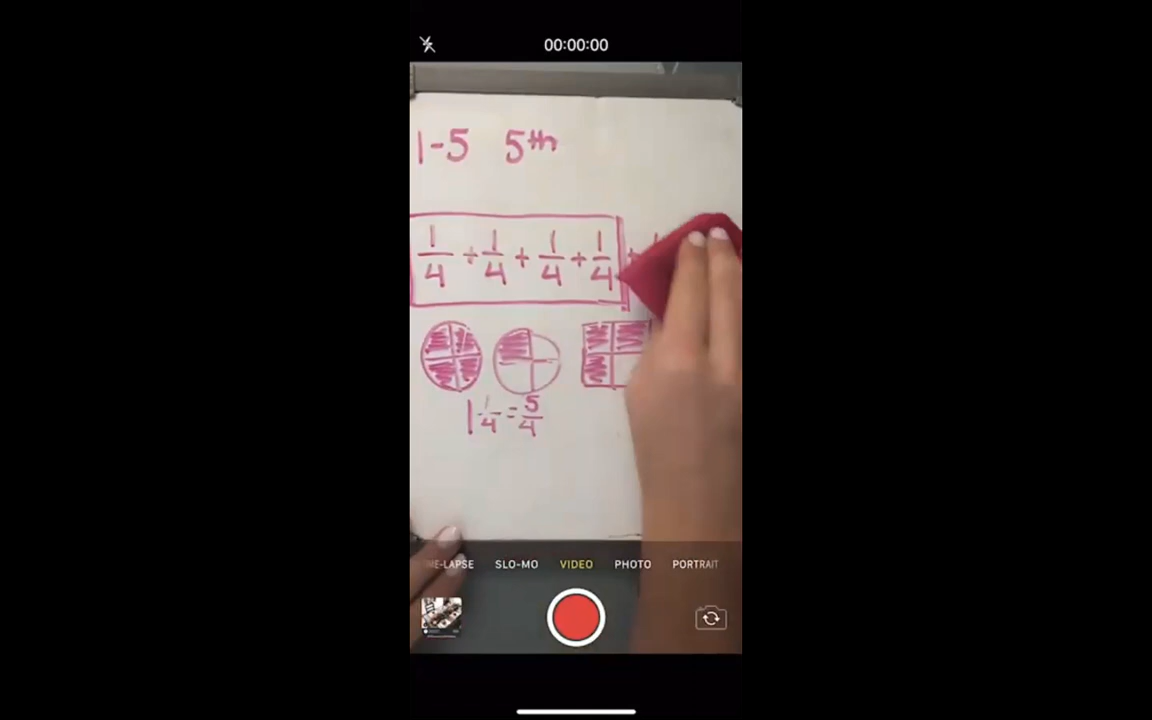 00:00:00
1-5 5th
1/4 + 1/4 + 1/4 + 1/4 +
1 1/4 = 5/4
SLO-MO VIDEO PHOTO PORTRAIT